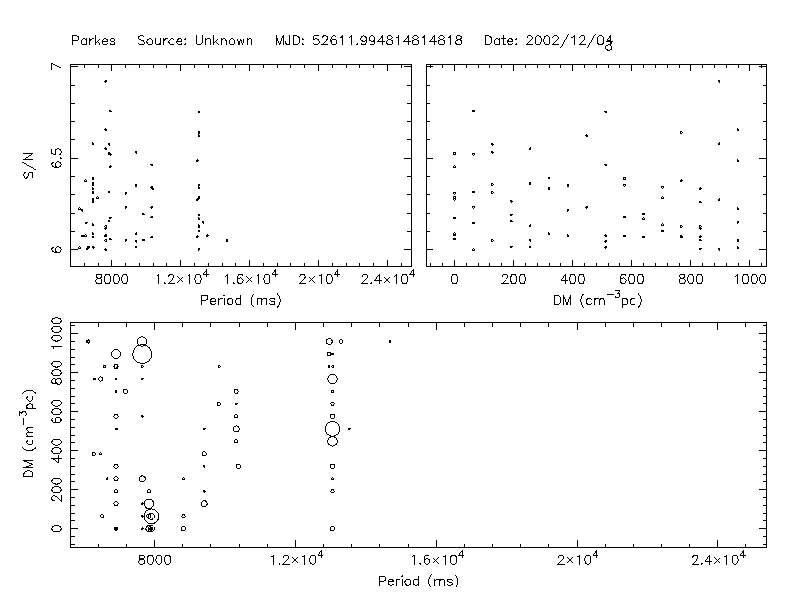 Parkes Source: Unknown MJD: 52611.994814814818 Date: 2002/12/04
7
6.5
6
S/N
8000 1.2×10⁴ 1.6×10⁴ 2×10⁴ 2.4×10⁴
Period (ms)
0 200 400 600 800 1000
DM (cm⁻³pc)
1000
800
600
400
200
0
DM (cm⁻³pc)
8000 1.2×10⁴ 1.6×10⁴ 2×10⁴ 2.4×10⁴
Period (ms)